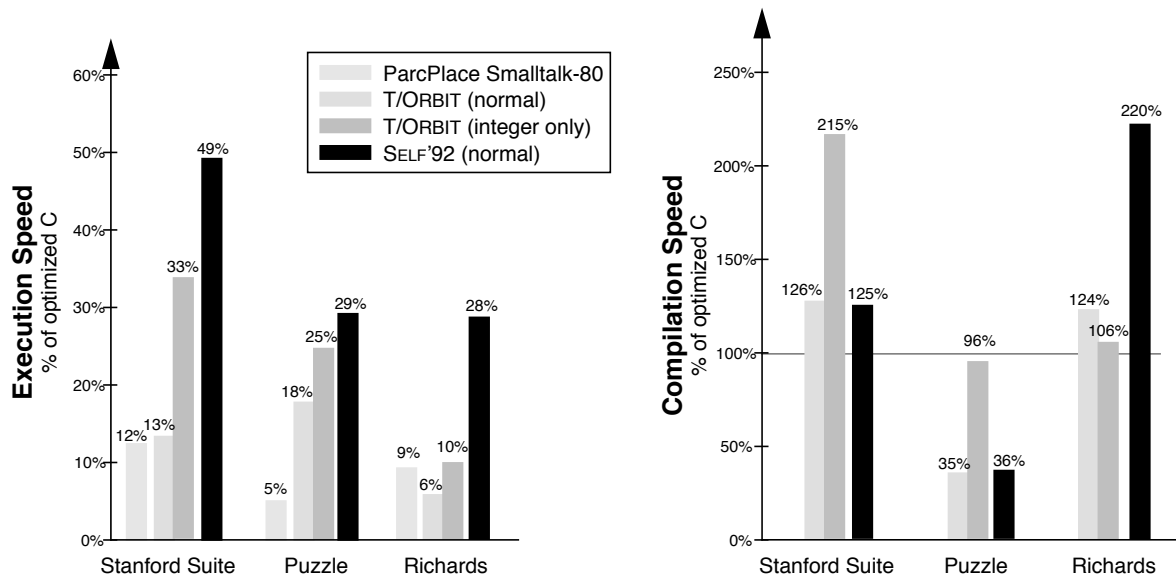 Execution Speed
% of optimized C
60%
50%
40%
30%
20%
10%
0%
ParcPlace Smalltalk-80
T/ORBIT (normal)
T/ORBIT (integer only)
SELF'92 (normal)
12%
13%
33%
49%
5%
18%
25%
29%
9%
6%
10%
28%
Stanford Suite
Puzzle
Richards
Compilation Speed
% of optimized C
250%
200%
150%
100%
50%
0%
126%
215%
125%
35%
96%
36%
124%
106%
220%
Stanford Suite
Puzzle
Richards